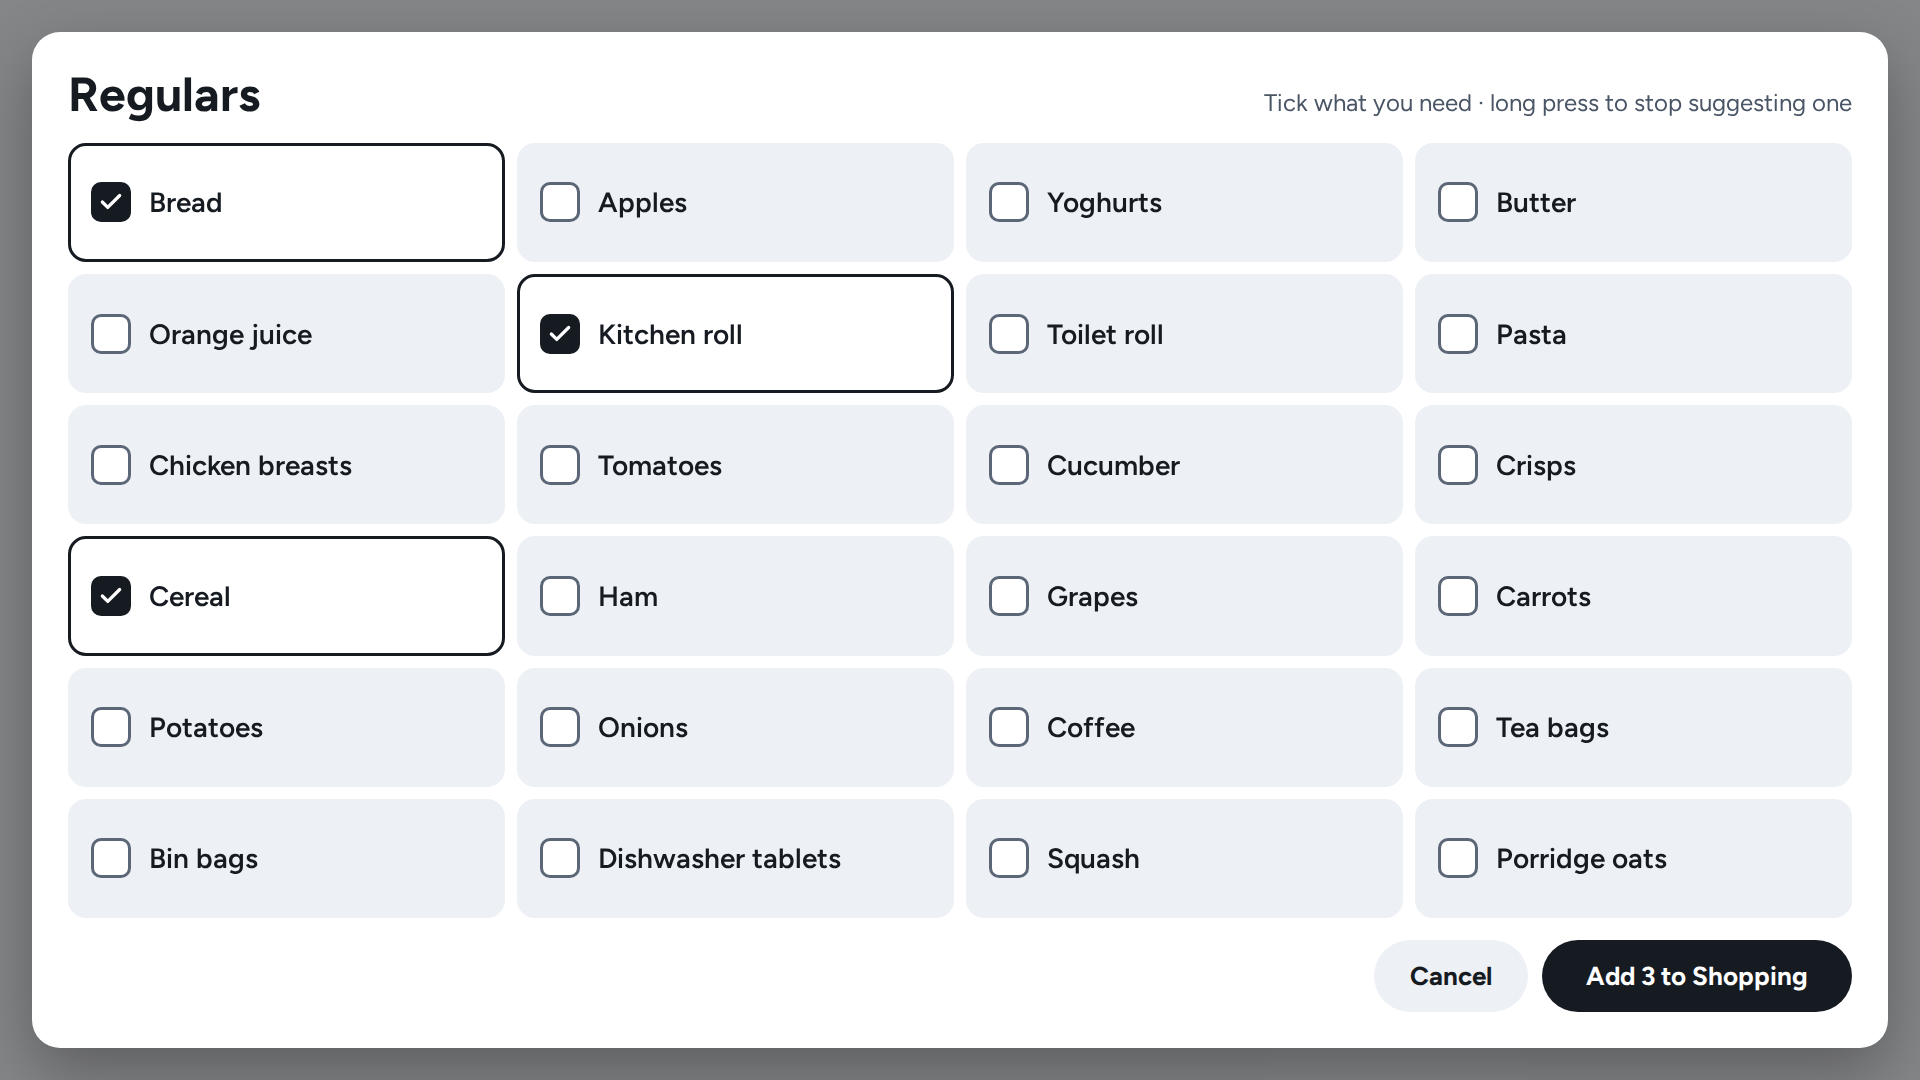 Regulars
Tick what you need · long press to stop suggesting one
Bread
Apples
Yoghurts
Butter
Orange juice
Kitchen roll
Toilet roll
Pasta
Chicken breasts
Tomatoes
Cucumber
Crisps
Cereal
Ham
Grapes
Carrots
Potatoes
Onions
Coffee
Tea bags
Bin bags
Dishwasher tablets
Squash
Porridge oats
Cancel
Add 3 to Shopping